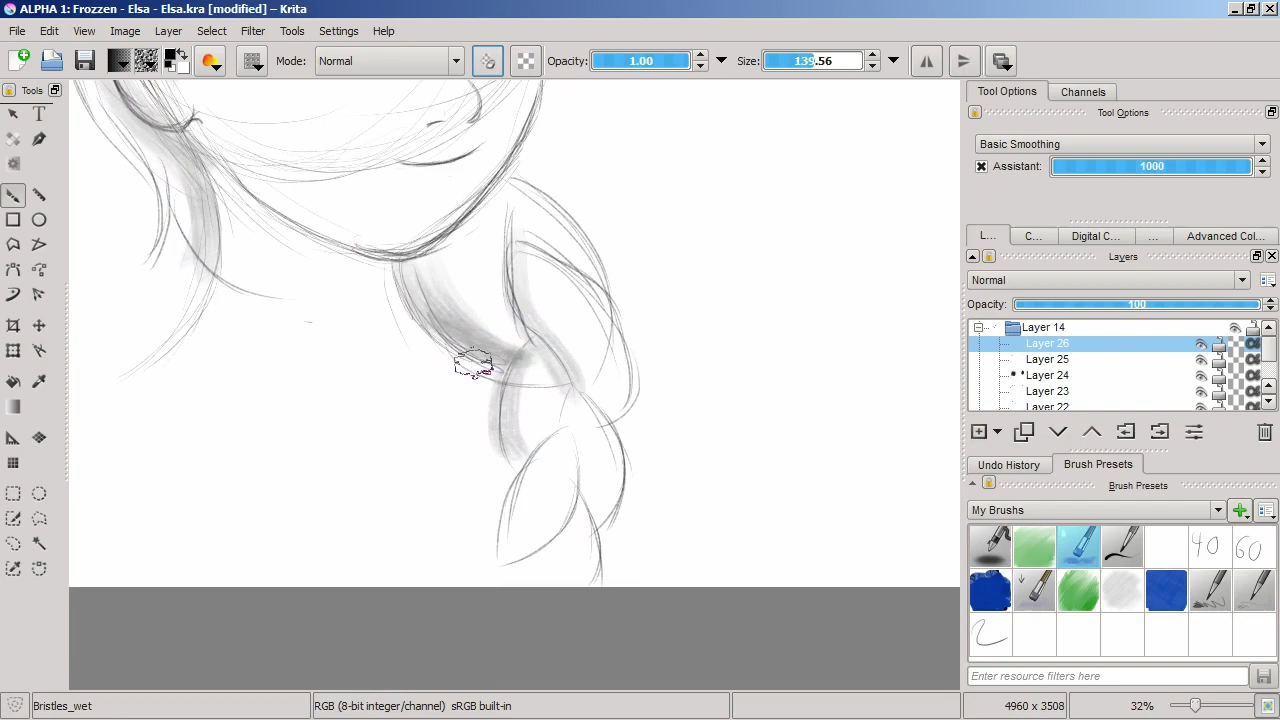 ALPHA 1: Frozzen - Elsa - Elsa.kra [modified] – Krita
File Edit View Image Layer Select Filter Tools Settings Help
Mode: Normal Opacity: 1.00 Size: 139.56
Tools
Tool Options Channels
Tool Options
Basic Smoothing
Assistant: 1000
L... C... Digital C... ... Advanced Col...
Layers
Normal
Opacity: 100
Layer 14
Layer 26
Layer 25
Layer 24
Layer 23
Layer 22
Undo History Brush Presets
Brush Presets
My Brushs
40 60
Enter resource filters here
Bristles_wet RGB (8-bit integer/channel) sRGB built-in 4960 x 3508 32%